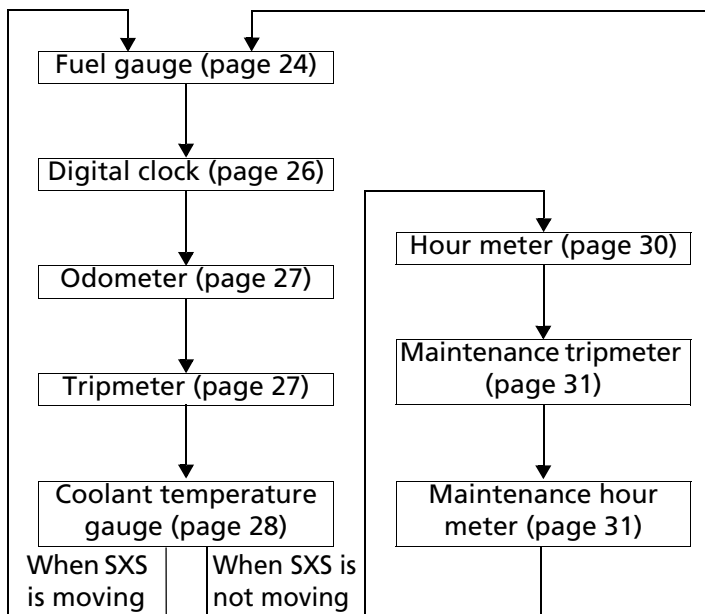 Fuel gauge (page 24)
Digital clock (page 26)
Odometer (page 27)
Tripmeter (page 27)
Coolant temperature
gauge (page 28)
When SXS
is moving
When SXS is
not moving
Hour meter (page 30)
Maintenance tripmeter
(page 31)
Maintenance hour
meter (page 31)